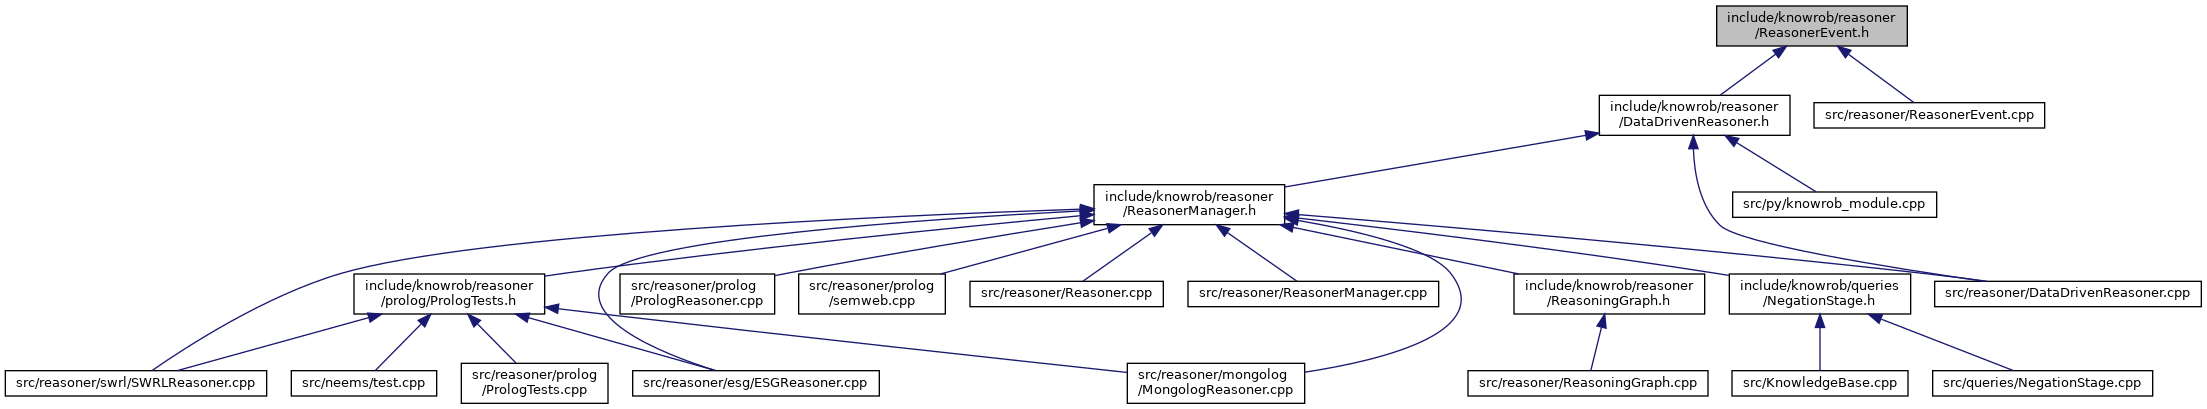 include/knowrob/reasoner
/ReasonerEvent.h
include/knowrob/reasoner
/DataDrivenReasoner.h
src/reasoner/ReasonerEvent.cpp
include/knowrob/reasoner
/ReasonerManager.h
src/py/knowrob_module.cpp
include/knowrob/reasoner
/prolog/PrologTests.h
src/reasoner/prolog
/PrologReasoner.cpp
src/reasoner/prolog
/semweb.cpp
src/reasoner/Reasoner.cpp
src/reasoner/ReasonerManager.cpp
include/knowrob/reasoner
/ReasoningGraph.h
include/knowrob/queries
/NegationStage.h
src/reasoner/DataDrivenReasoner.cpp
src/reasoner/swrl/SWRLReasoner.cpp
src/neems/test.cpp
src/reasoner/prolog
/PrologTests.cpp
src/reasoner/esg/ESGReasoner.cpp
src/reasoner/mongolog
/MongologReasoner.cpp
src/reasoner/ReasoningGraph.cpp
src/KnowledgeBase.cpp
src/queries/NegationStage.cpp